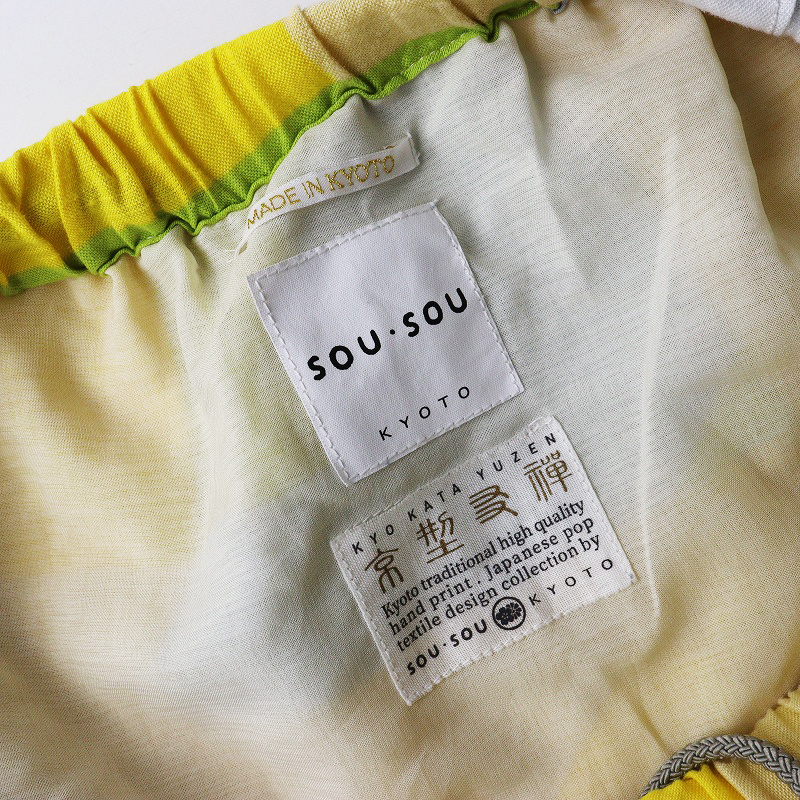 MADE IN KYOTO
SOU・SOU
KYOTO
KYO KATA YUZEN
京型友禅
Kyoto traditional high quality
hand print. Japanese pop
textile design collection by
SOU・SOU KYOTO